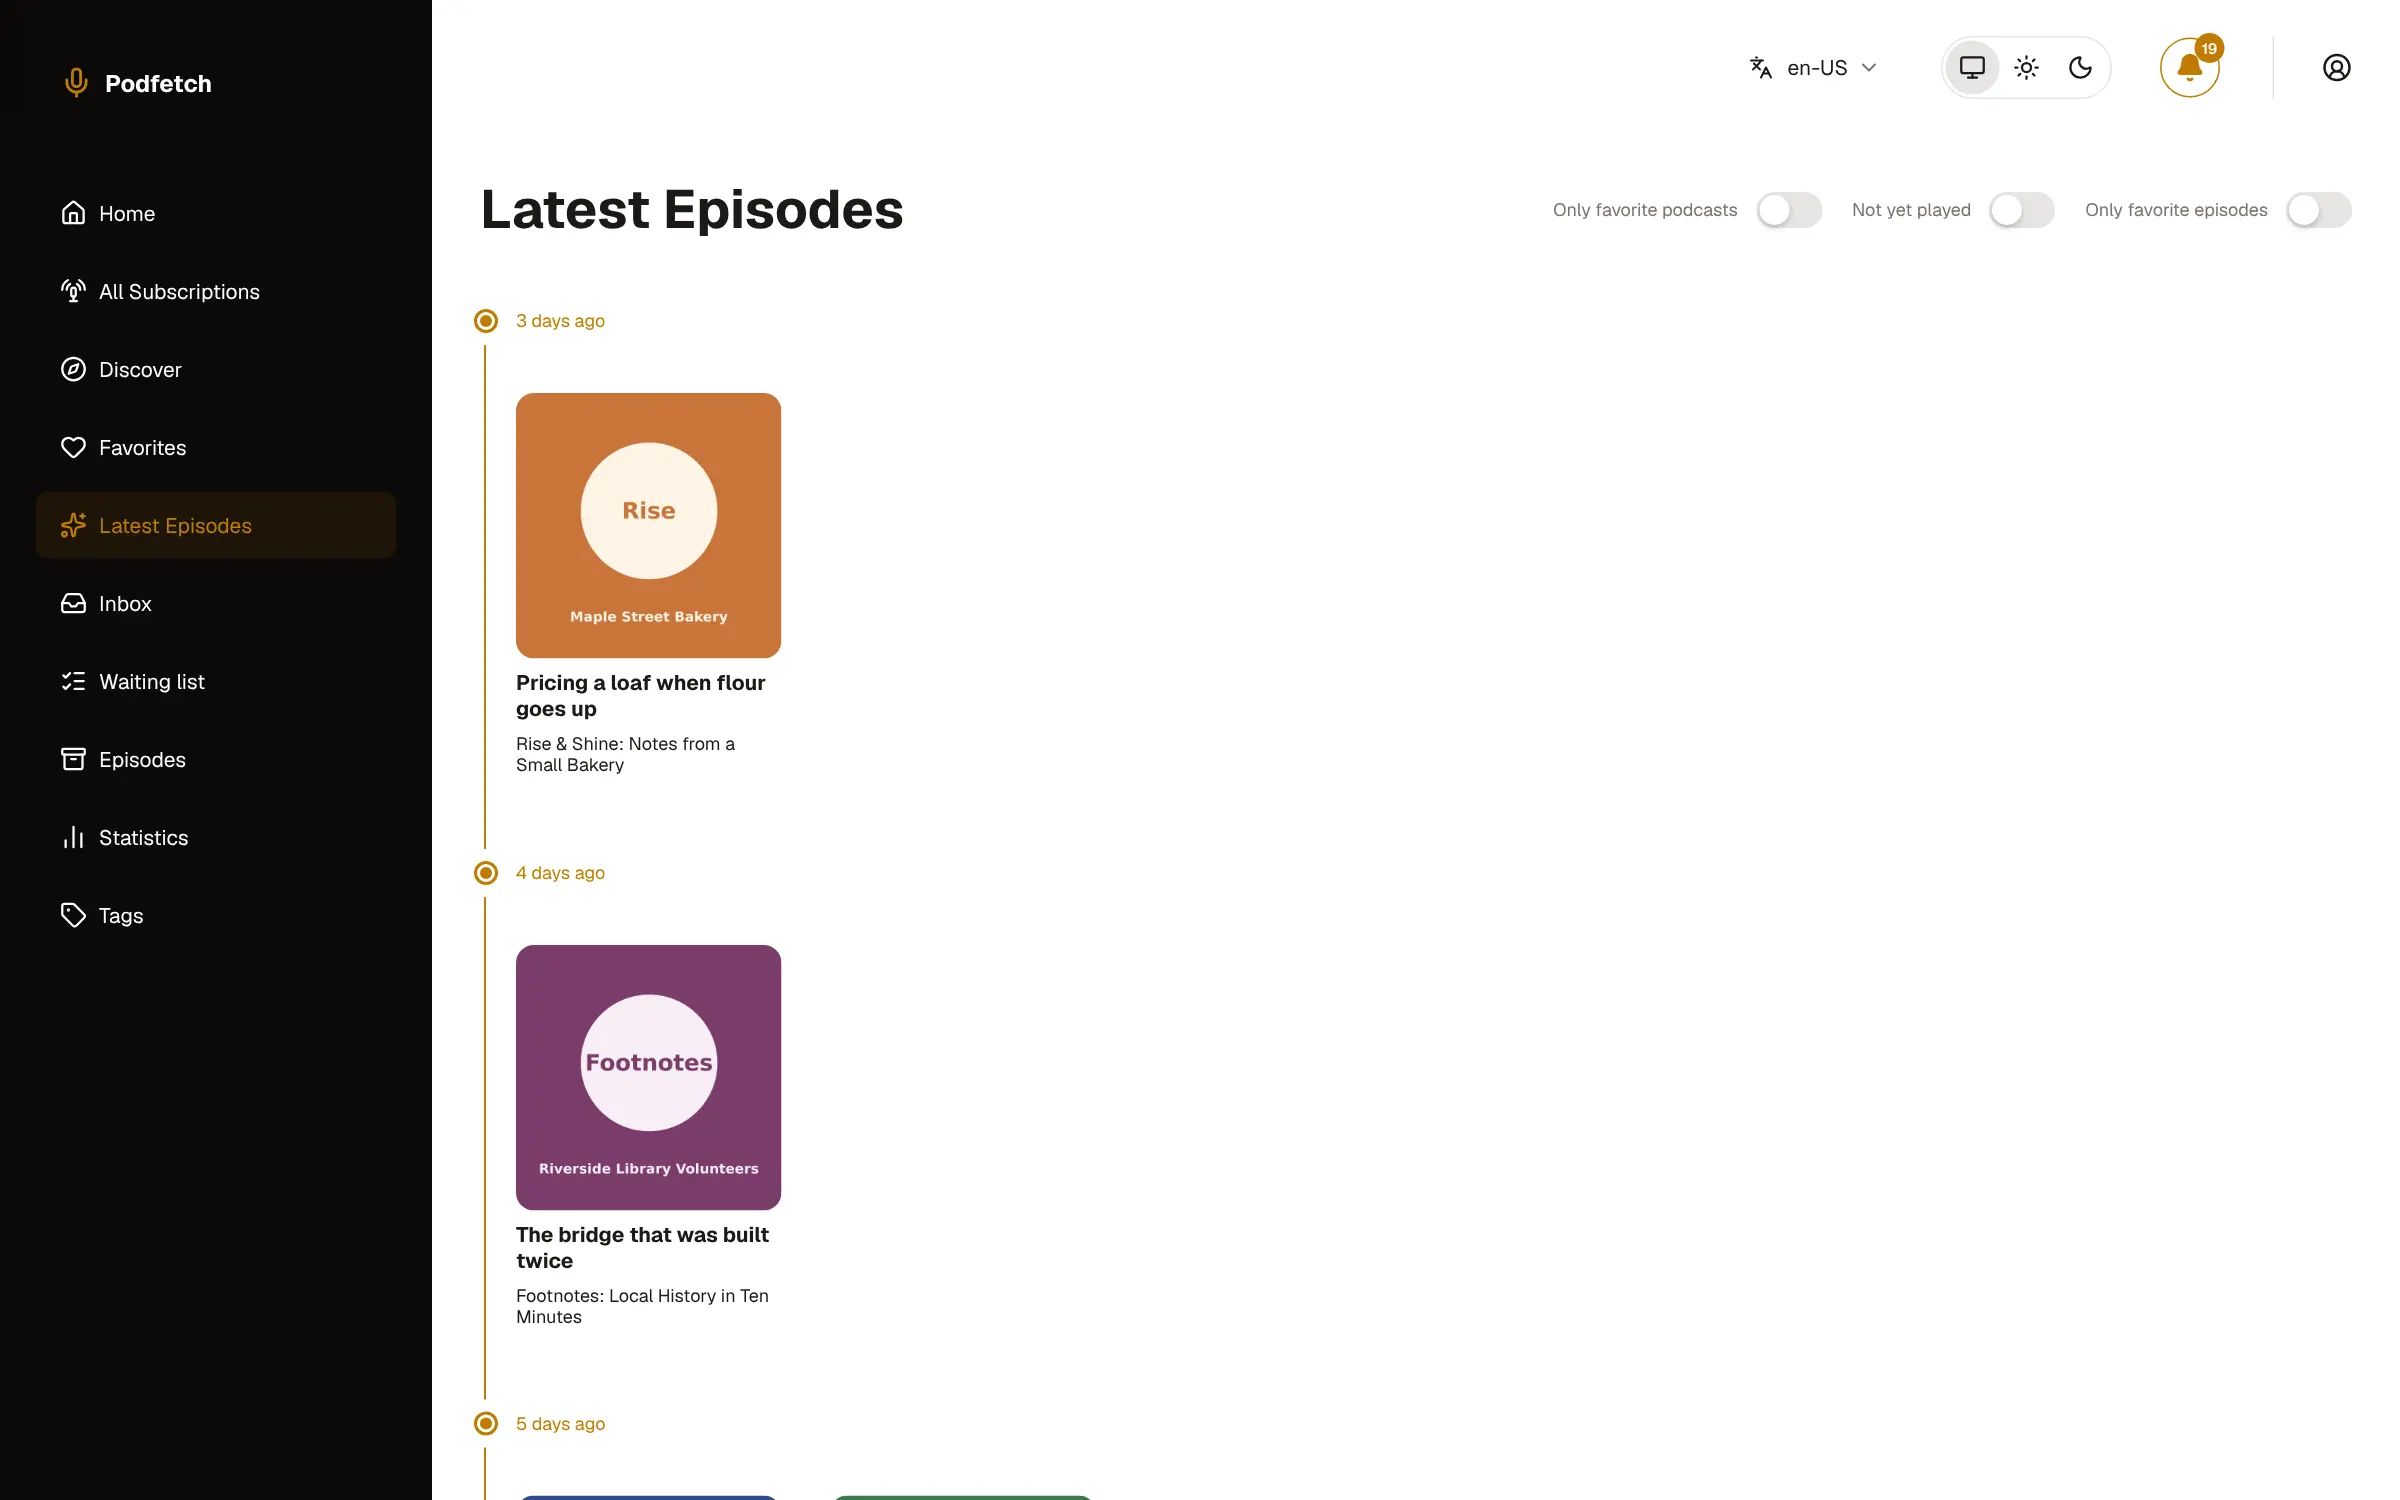 Podfetch
Home
All Subscriptions
Discover
Favorites
Latest Episodes
Inbox
Waiting list
Episodes
Statistics
Tags
en-US
19
Latest Episodes
Only favorite podcasts
Not yet played
Only favorite episodes
3 days ago
Rise
Maple Street Bakery
Pricing a loaf when flour
goes up
Rise & Shine: Notes from a
Small Bakery
4 days ago
Footnotes
Riverside Library Volunteers
The bridge that was built
twice
Footnotes: Local History in Ten
Minutes
5 days ago